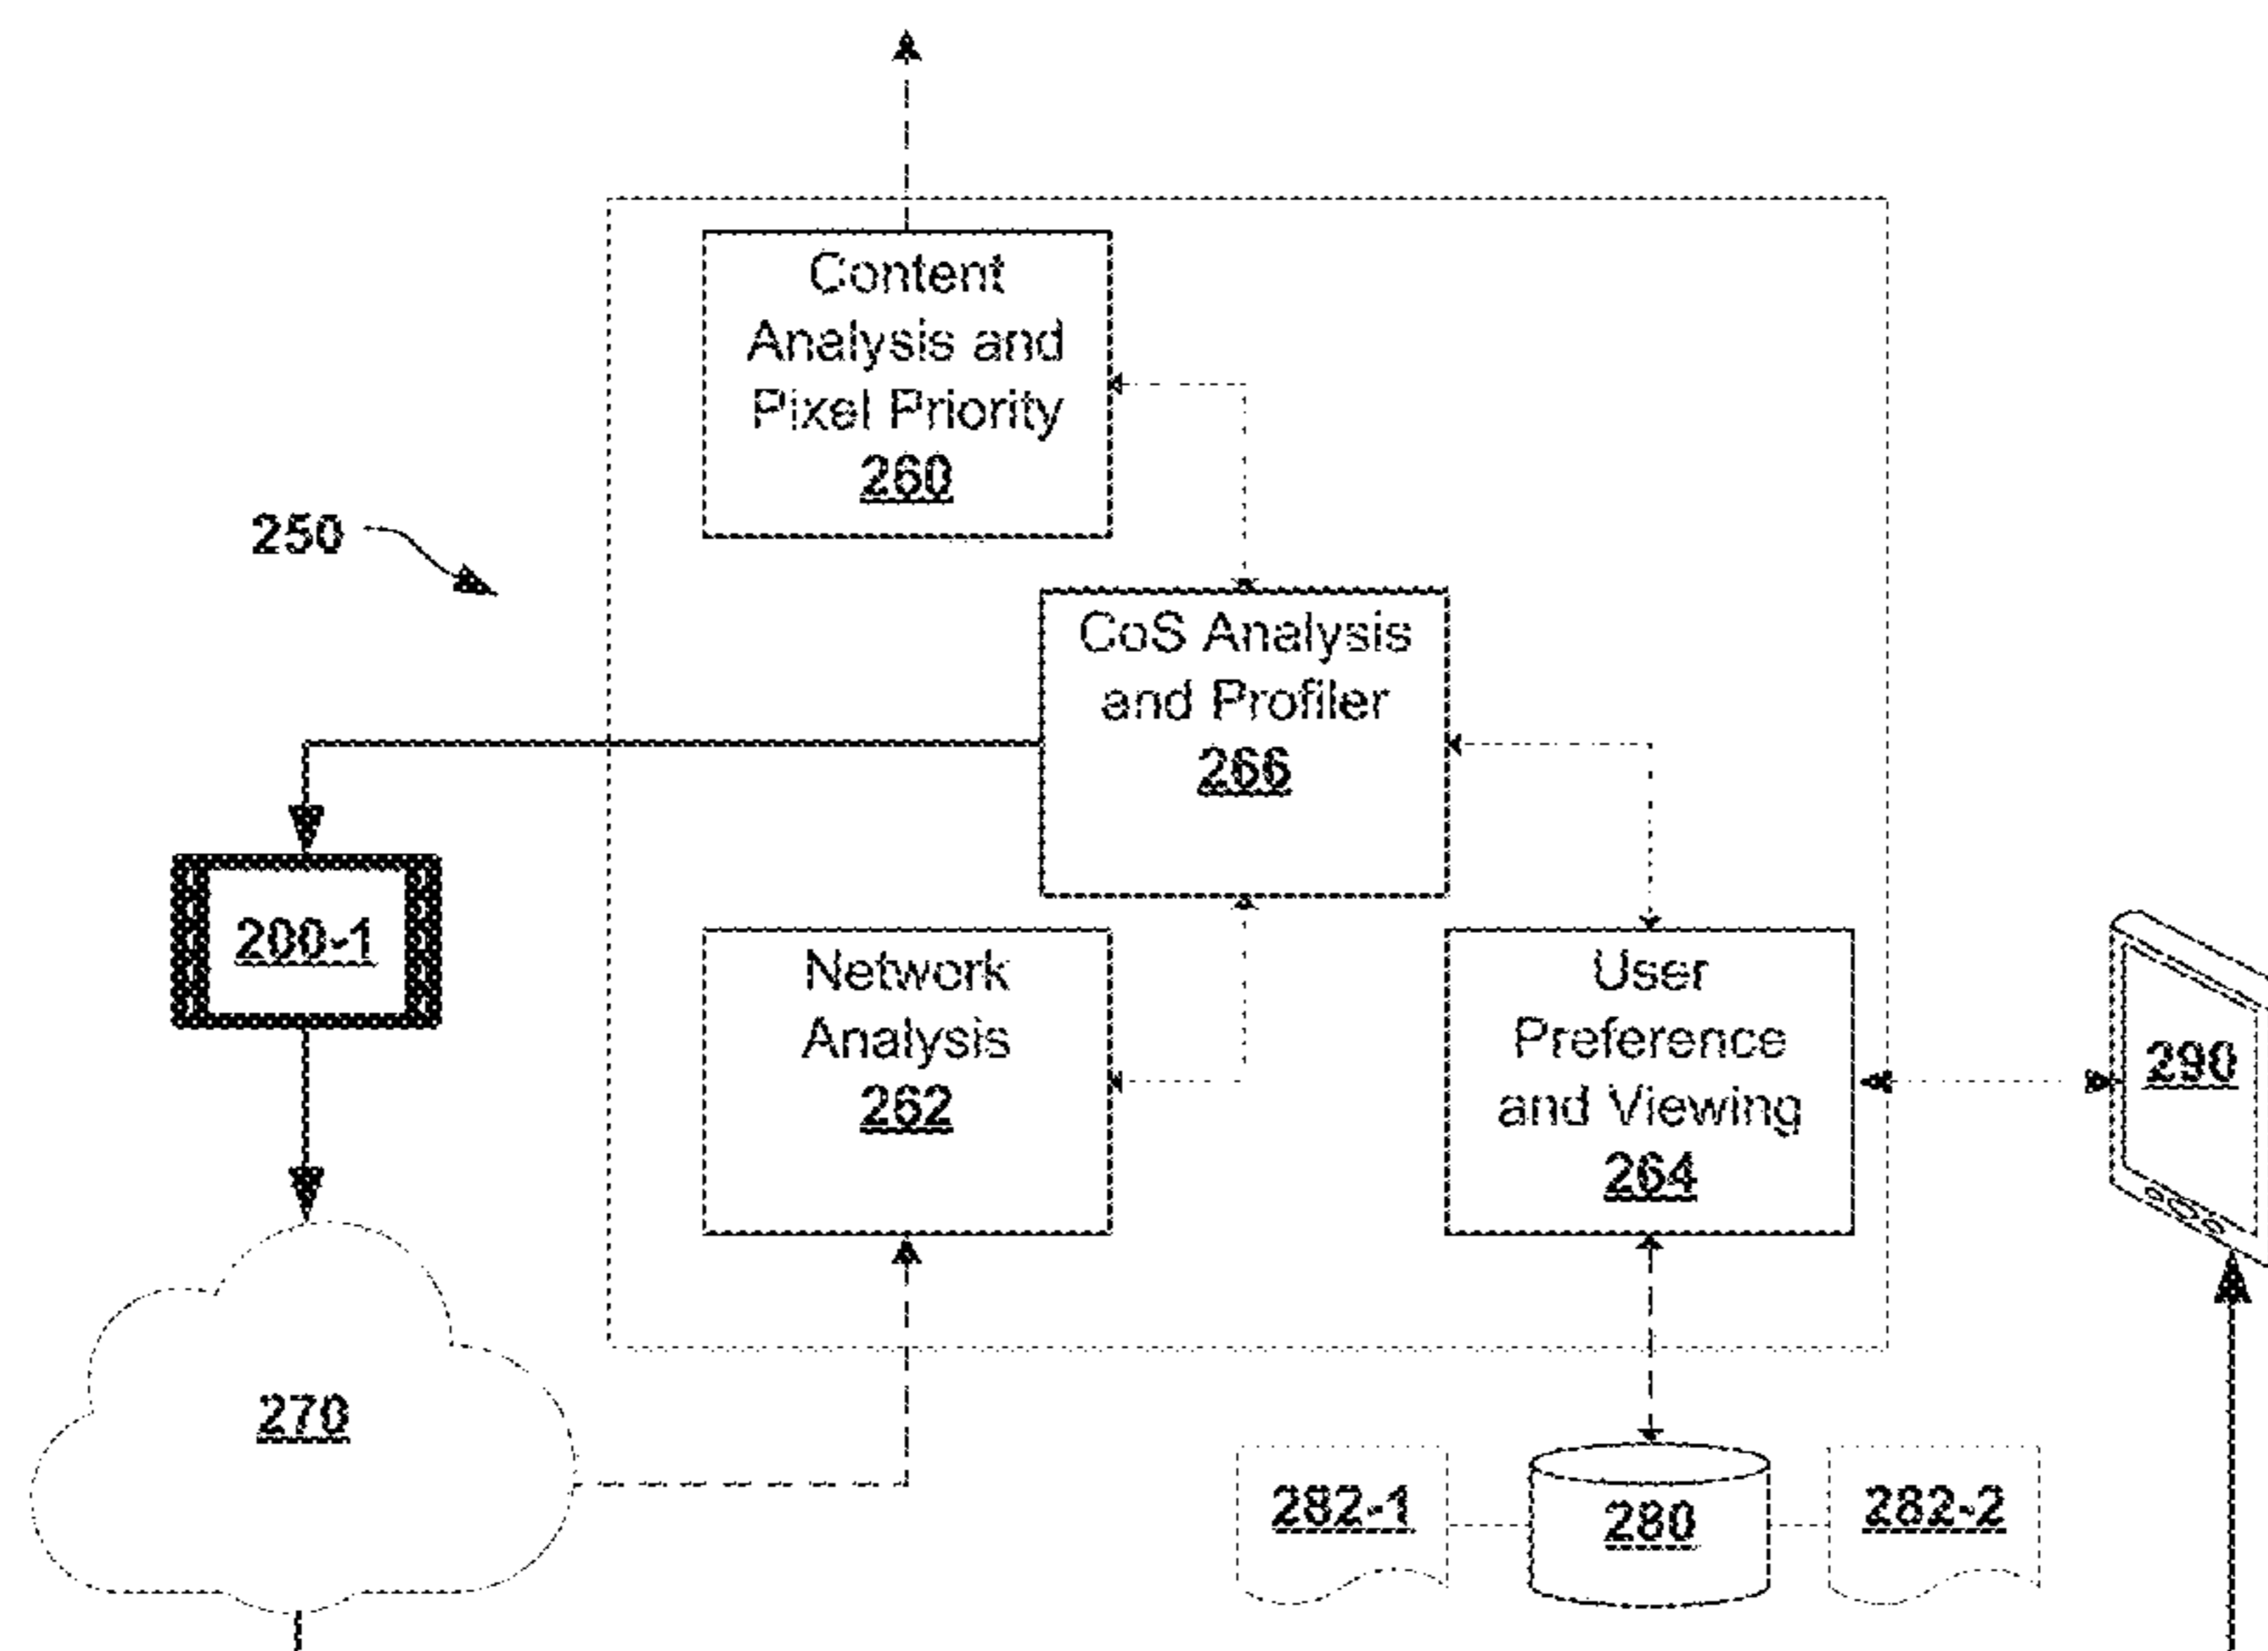 Content
Analysis and
Pixel Priority
260
250
CoS Analysis
and Profiler
266
200-1
Network
Analysis
262
User
Preference
and Viewing
264
290
270
282-1
280
282-2